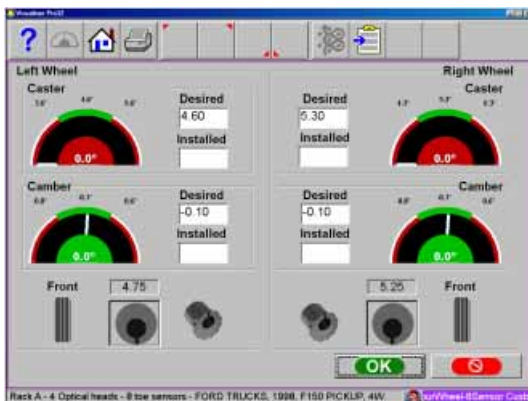 Visualiner Pro32
?
Left Wheel
Right Wheel
Caster
Desired
4.60
Installed
0.0°
Desired
5.30
Installed
Caster
0.0°
Camber
Desired
-0.10
Installed
0.0°
Desired
-0.10
Installed
Camber
0.0°
Front
4.75
5.25
Front
OK
Rack A - 4 Optical heads - 8 toe sensors - FORD TRUCKS, 1998, F150 PICKUP, 4W